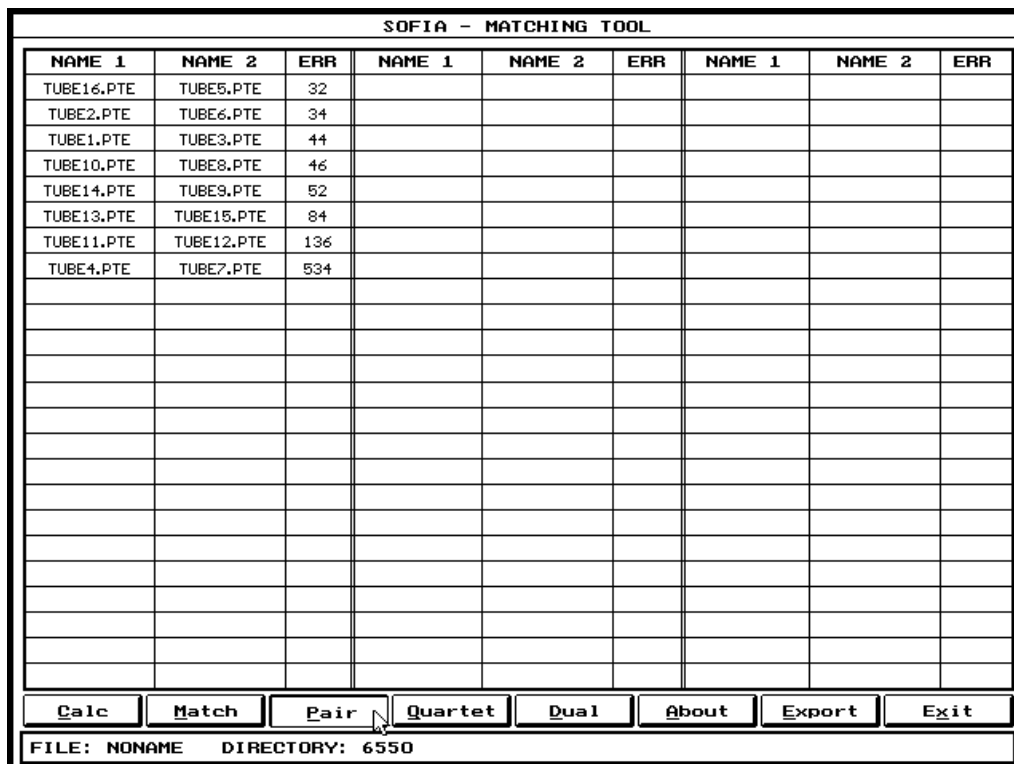 SOFIA - MATCHING TOOL
NAME 1 NAME 2 ERR NAME 1 NAME 2 ERR NAME 1 NAME 2 ERR
TUBE16.PTE TUBE5.PTE 32
TUBE2.PTE TUBE6.PTE 34
TUBE1.PTE TUBE3.PTE 44
TUBE10.PTE TUBE8.PTE 46
TUBE14.PTE TUBE9.PTE 52
TUBE13.PTE TUBE15.PTE 84
TUBE11.PTE TUBE12.PTE 136
TUBE4.PTE TUBE7.PTE 534
Calc Match Pair Quartet Dual About Export Exit
FILE: NONAME DIRECTORY: 6550